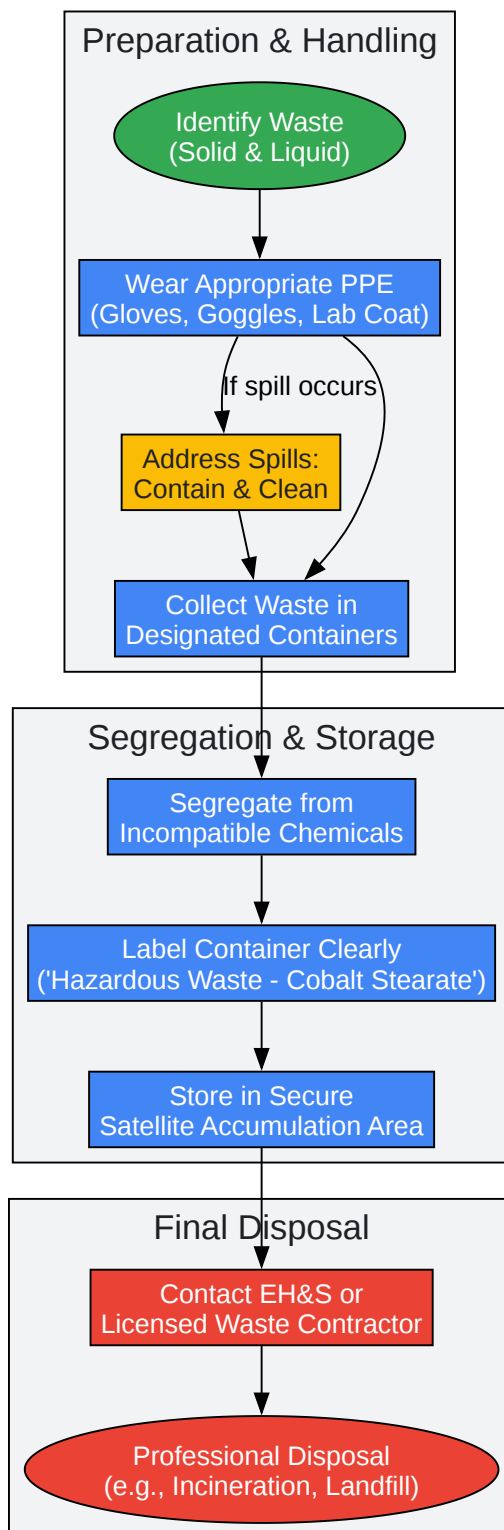 Preparation & Handling
Identify Waste
(Solid & Liquid)
Wear Appropriate PPE
(Gloves, Goggles, Lab Coat)
If spill occurs
Address Spills:
Contain & Clean
Collect Waste in
Designated Containers
Segregation & Storage
Segregate from
Incompatible Chemicals
Label Container Clearly
('Hazardous Waste - Cobalt Stearate')
Store in Secure
Satellite Accumulation Area
Final Disposal
Contact EH&S or
Licensed Waste Contractor
Professional Disposal
(e.g., Incineration, Landfill)